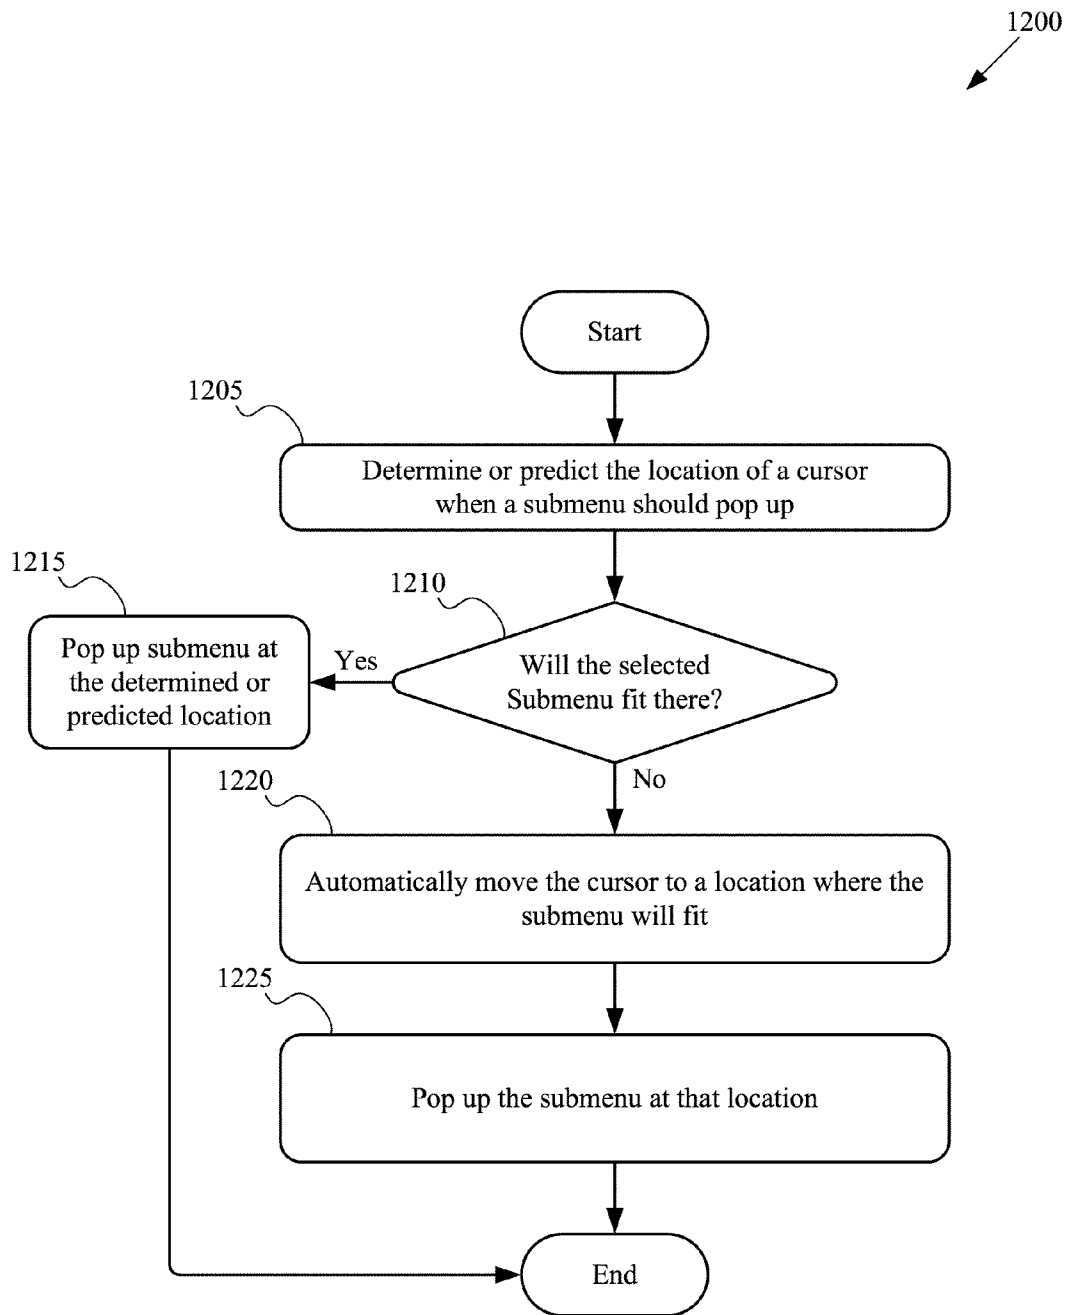 1200
Start
1205
Determine or predict the location of a cursor
when a submenu should pop up
1215
1210
Pop up submenu at
the determined or
predicted location
Yes
Will the selected
Submenu fit there?
No
1220
Automatically move the cursor to a location where the
submenu will fit
1225
Pop up the submenu at that location
End